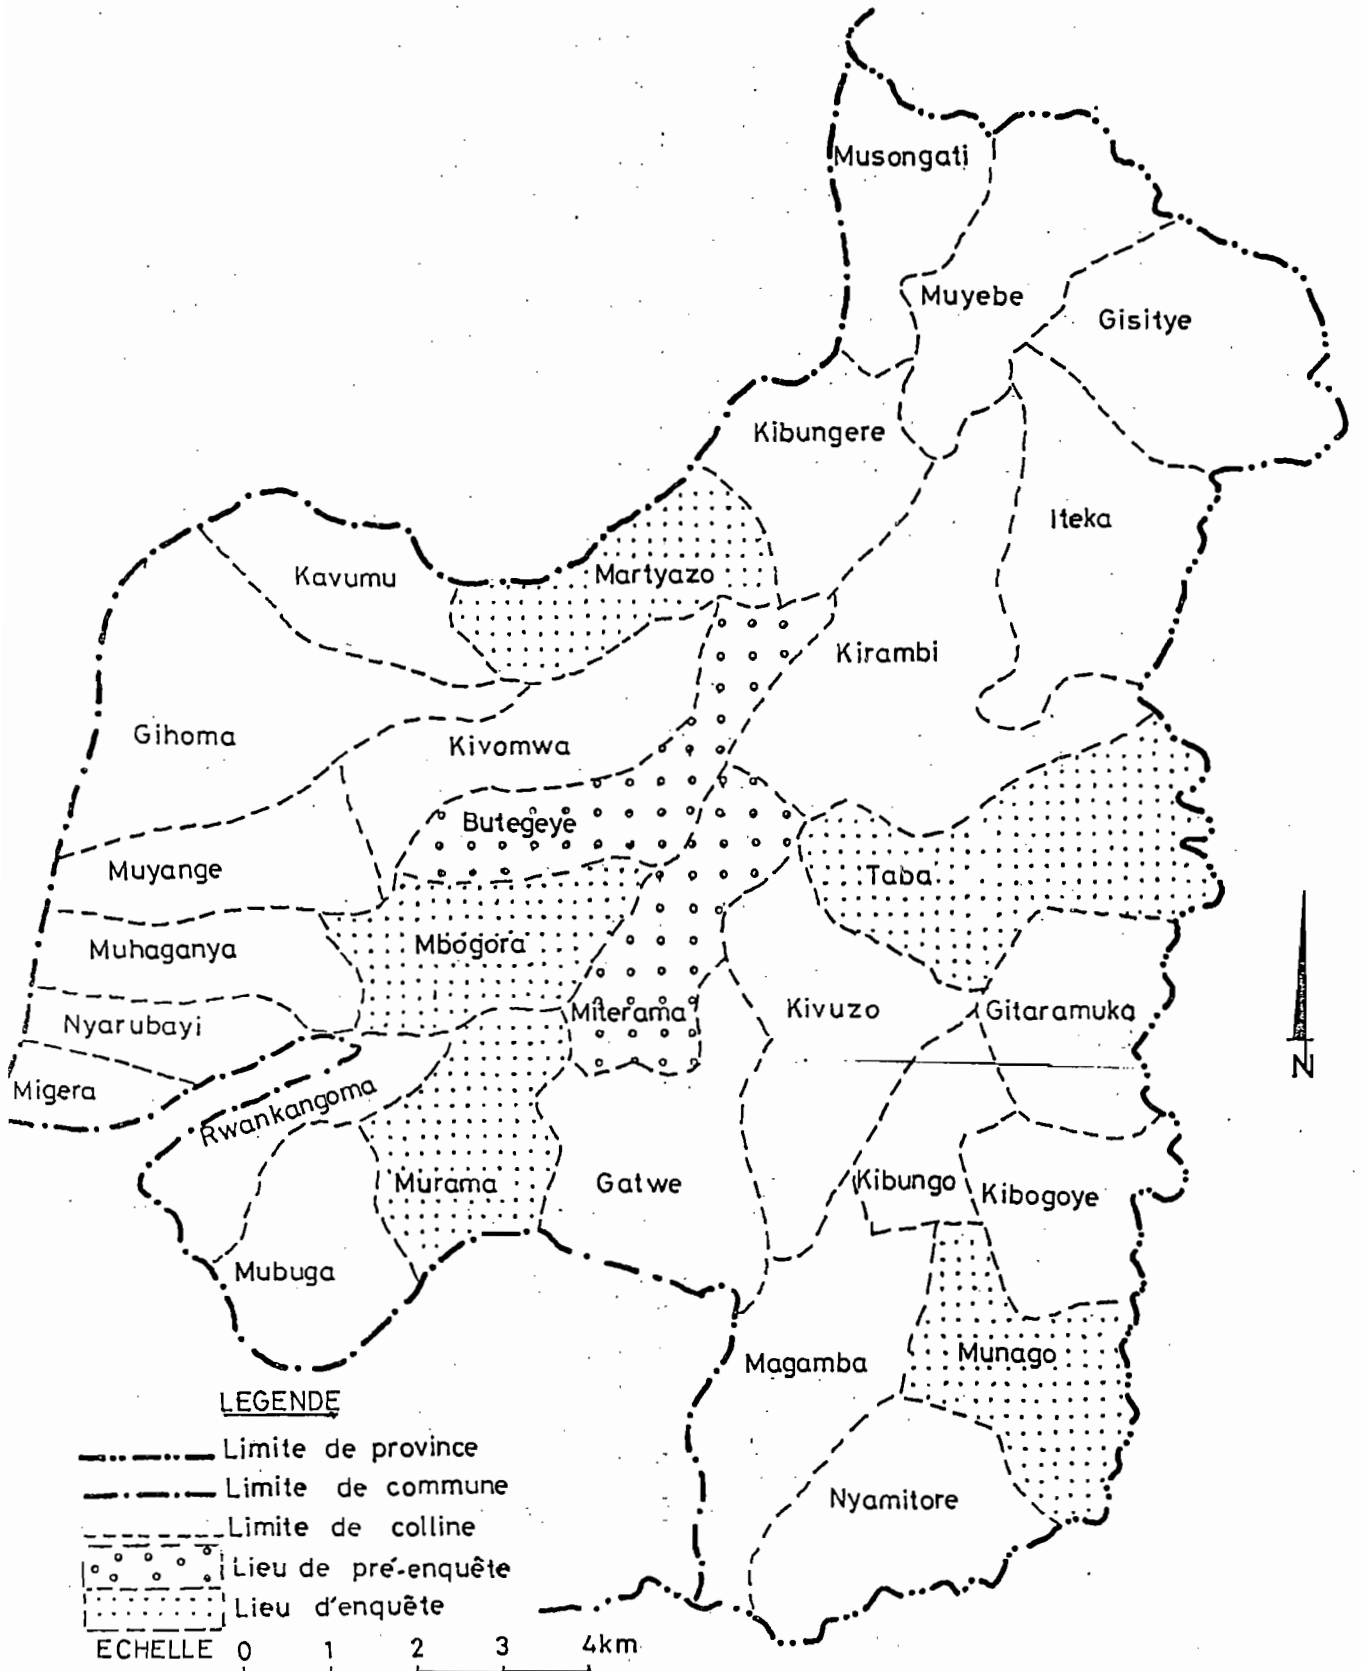 Musongati
Muyebe
Gisitye
Kibungere
Iteka
Kavumu
Martyazo
Kirambi
Gihoma
Kivomwa
Butegeye
Muyange
Taba
Mbogora
Muhaganya
Miterama
Kivuzo
Gitaramuka
Nyarubayi
Migera
Rwankangoma
N
Murama
Gatwe
Kibungo
Kibogoye
Mubuga
Magamba
Munago
Nyamitore
LEGENDE
Limite de province
Limite de commune
Limite de colline
Lieu de pré-enquête
Lieu d'enquête
ECHELLE 0 1 2 3 4km